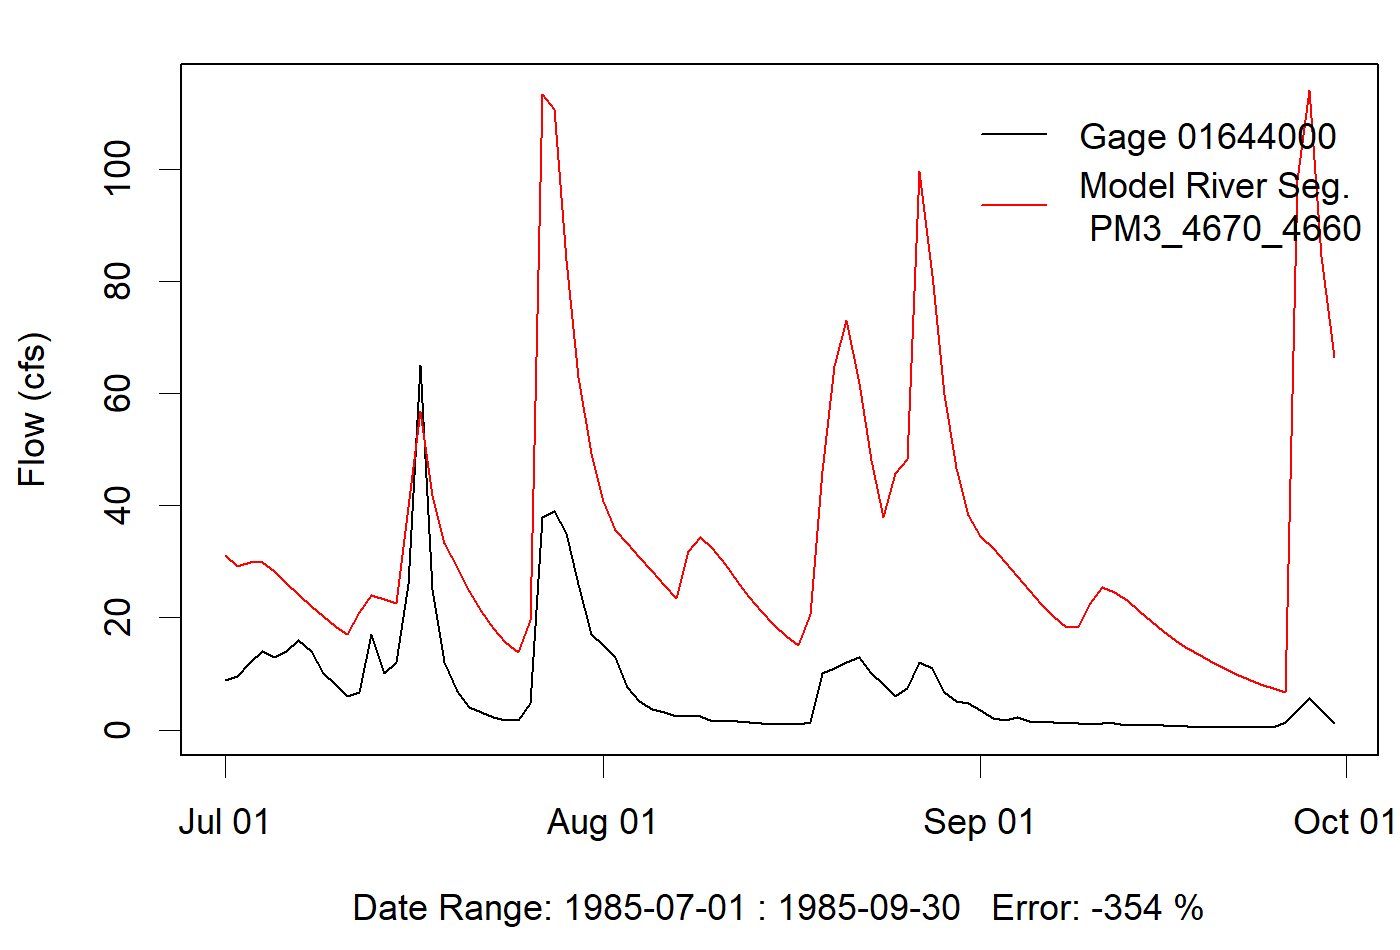 Flow (cfs)
100
80
60
40
20
0
Gage 01644000
Model River Seg.
PM3_4670_4660
Jul 01
Aug 01
Sep 01
Oct 01
Date Range: 1985-07-01 : 1985-09-30 Error: -354 %